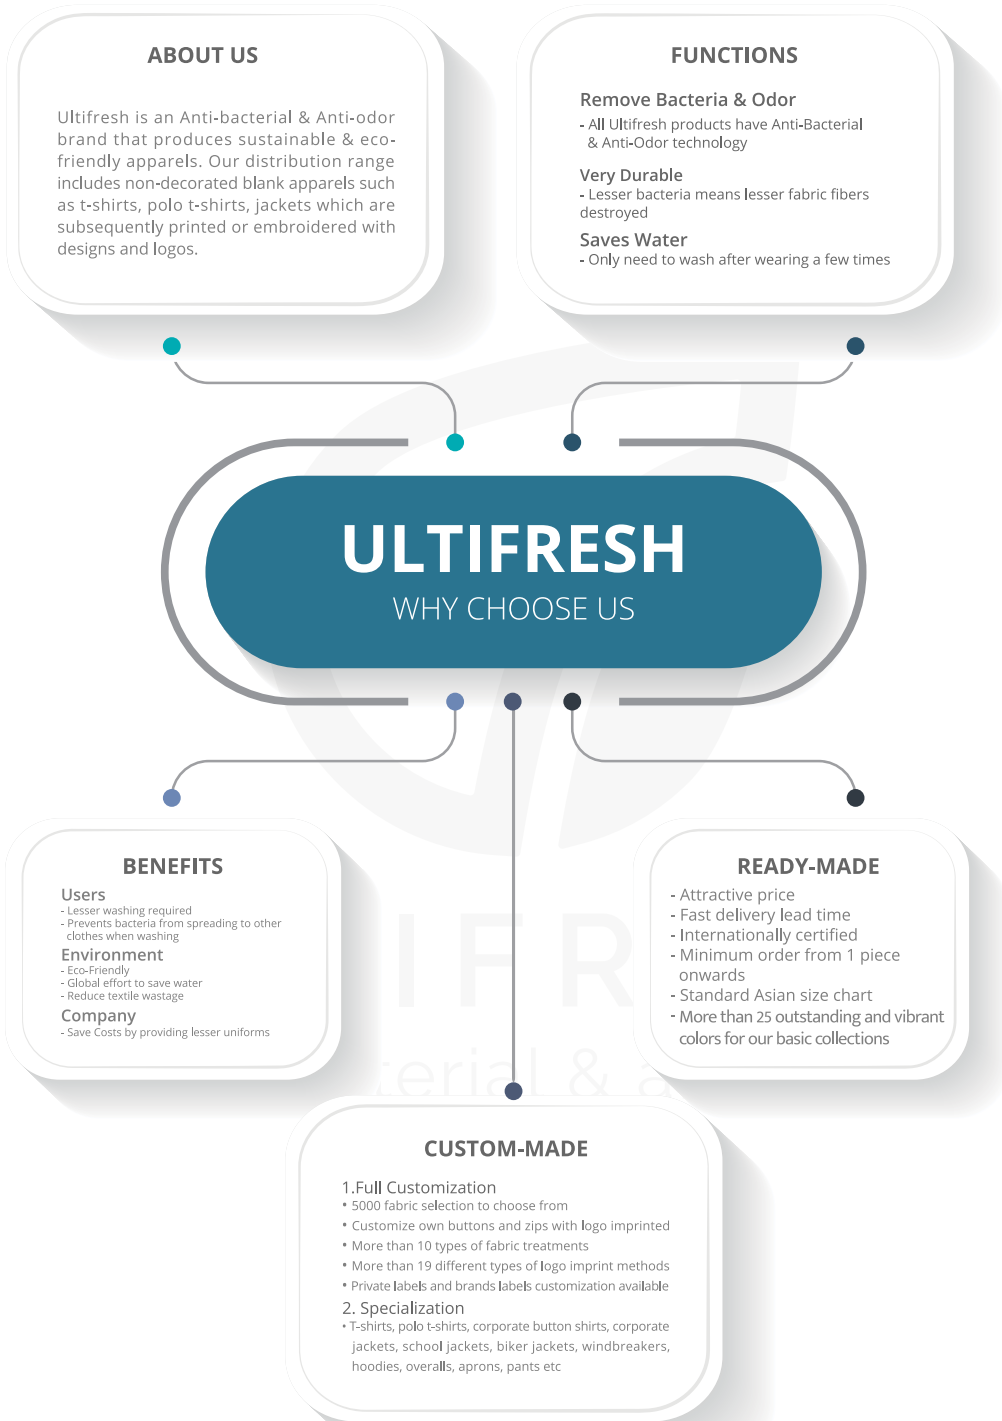 ABOUT US
Ultifresh is an Anti-bacterial & Anti-odor
brand that produces sustainable & eco-
friendly apparels. Our distribution range
includes non-decorated blank apparels such
as t-shirts, polo t-shirts, jackets which are
subsequently printed or embroidered with
designs and logos.
FUNCTIONS
Remove Bacteria & Odor
- All Ultifresh products have Anti-Bacterial
& Anti-Odor technology
Very Durable
- Lesser bacteria means lesser fabric fibers
destroyed
Saves Water
- Only need to wash after wearing a few times
ULTIFRESH
WHY CHOOSE US
BENEFITS
Users
- Lesser washing required
- Prevents bacteria from spreading to other
clothes when washing
Environment
- Eco-Friendly
- Global effort to save water
- Reduce textile wastage
Company
- Save Costs by providing lesser uniforms
READY-MADE
- Attractive price
- Fast delivery lead time
- Internationally certified
- Minimum order from 1 piece
onwards
- Standard Asian size chart
- More than 25 outstanding and vibrant
colors for our basic collections
IFR
terial & a
CUSTOM-MADE
1.Full Customization
• 5000 fabric selection to choose from
• Customize own buttons and zips with logo imprinted
• More than 10 types of fabric treatments
• More than 19 different types of logo imprint methods
• Private labels and brands labels customization available
2. Specialization
• T-shirts, polo t-shirts, corporate button shirts, corporate
jackets, school jackets, biker jackets, windbreakers,
hoodies, overalls, aprons, pants etc